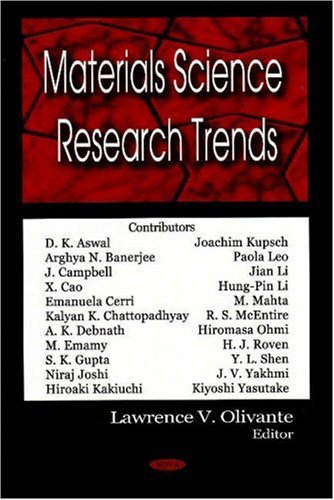 Materials Science
Research Trends
Contributors
D. K. Aswal
Arghya N. Banerjee
J. Campbell
X. Cao
Emanuela Cerri
Kalyan K. Chattopadhyay
A. K. Debnath
M. Emamy
S. K. Gupta
Niraj Joshi
Hiroaki Kakiuchi
Joachim Kupsch
Paola Leo
Jian Li
Hung-Pin Li
M. Mahta
R. S. McEntire
Hiromasa Ohmi
H. J. Roven
Y. L. Shen
J. V. Yakhmi
Kiyoshi Yasutake
Lawrence V. Olivante
Editor
NOVA